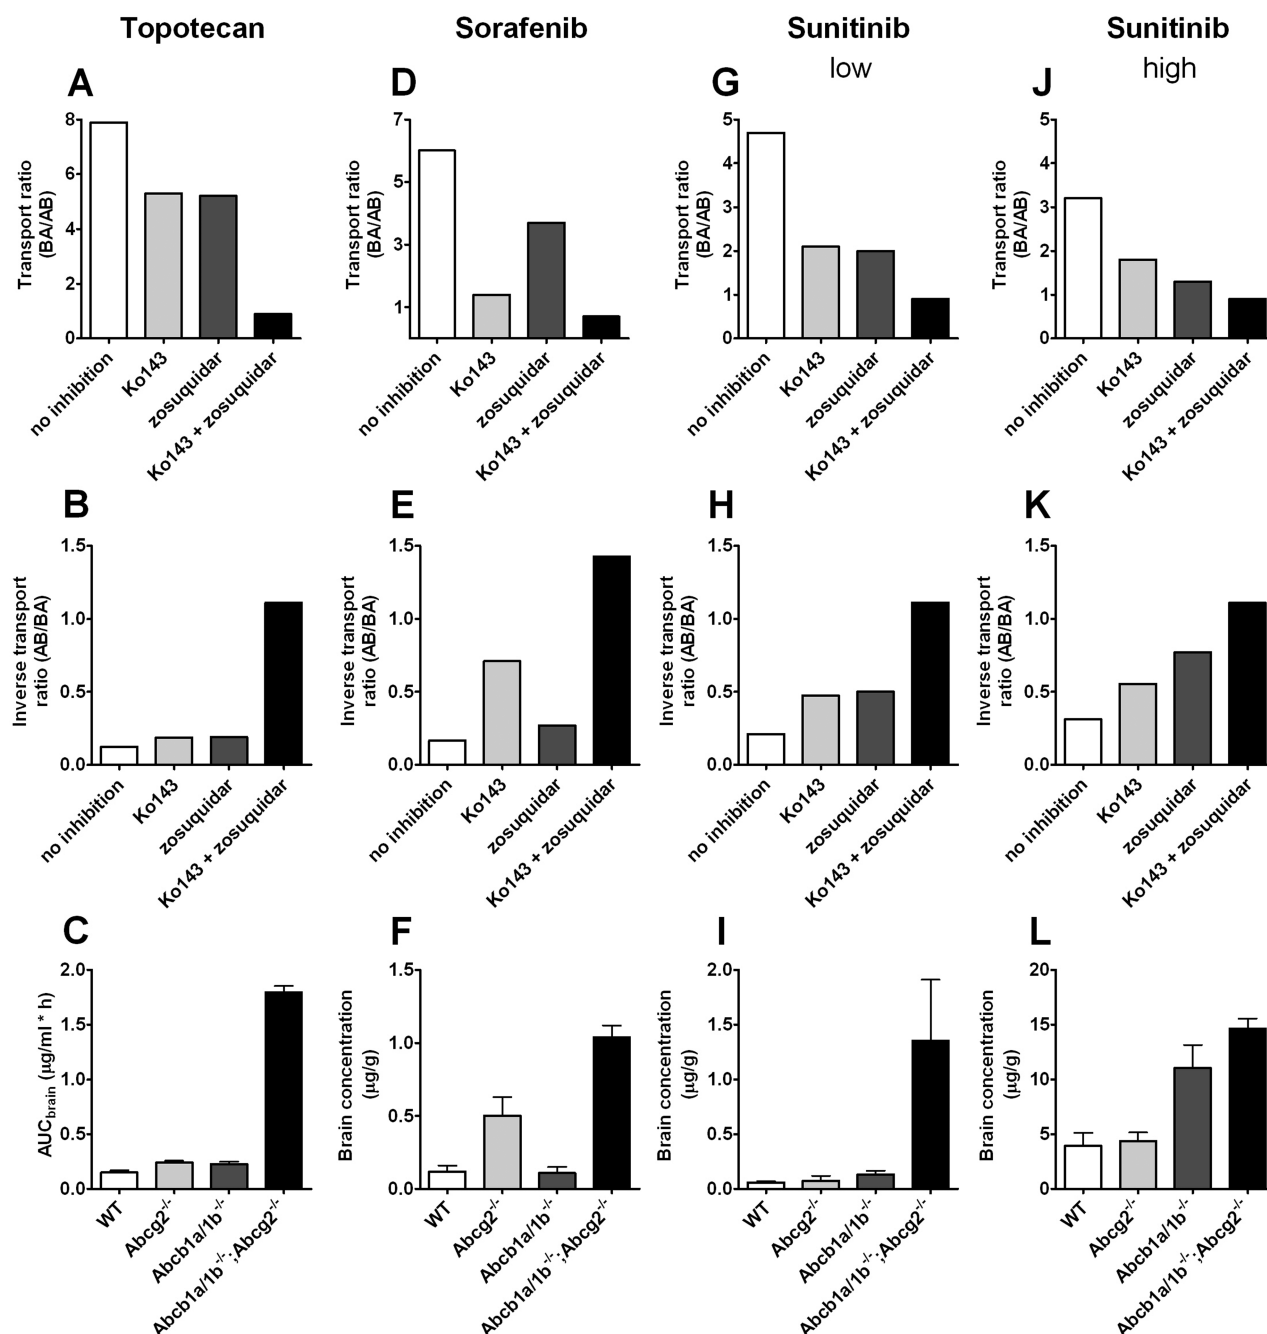 Topotecan
Sorafenib
Sunitinib
low
Sunitinib
high
A
Transport ratio
(BA/AB)
8
6
4
2
0
no inhibition
Ko143
zosuquidar
Ko143 + zosuquidar
D
Transport ratio
(BA/AB)
7
5
3
1
no inhibition
Ko143
zosuquidar
Ko143 + zosuquidar
G
Transport ratio
(BA/AB)
5
4
3
2
1
0
no inhibition
Ko143
zosuquidar
Ko143 + zosuquidar
J
Transport ratio
(BA/AB)
5
4
3
2
1
0
no inhibition
Ko143
zosuquidar
Ko143 + zosuquidar
B
Inverse transport
ratio (AB/BA)
1.5
1.0
0.5
0.0
no inhibition
Ko143
zosuquidar
Ko143 + zosuquidar
E
Inverse transport
ratio (AB/BA)
1.5
1.0
0.5
0.0
no inhibition
Ko143
zosuquidar
Ko143 + zosuquidar
H
Inverse transport
ratio (AB/BA)
1.5
1.0
0.5
0.0
no inhibition
Ko143
zosuquidar
Ko143 + zosuquidar
K
Inverse transport
ratio (AB/BA)
1.5
1.0
0.5
0.0
no inhibition
Ko143
zosuquidar
Ko143 + zosuquidar
C
AUCbrain (µg/ml * h)
2.0
1.5
1.0
0.5
0.0
WT
Abcg2-/-
Abcb1a/1b-/-
Abcb1a/1b-/-;Abcg2-/-
F
Brain concentration
(µg/g)
1.5
1.0
0.5
0.0
WT
Abcg2-/-
Abcb1a/1b-/-
Abcb1a/1b-/-;Abcg2-/-
I
Brain concentration
(µg/g)
2.0
1.5
1.0
0.5
0.0
WT
Abcg2-/-
Abcb1a/1b-/-
Abcb1a/1b-/-;Abcg2-/-
L
Brain concentration
(µg/g)
20
15
10
5
0
WT
Abcg2-/-
Abcb1a/1b-/-
Abcb1a/1b-/-;Abcg2-/-